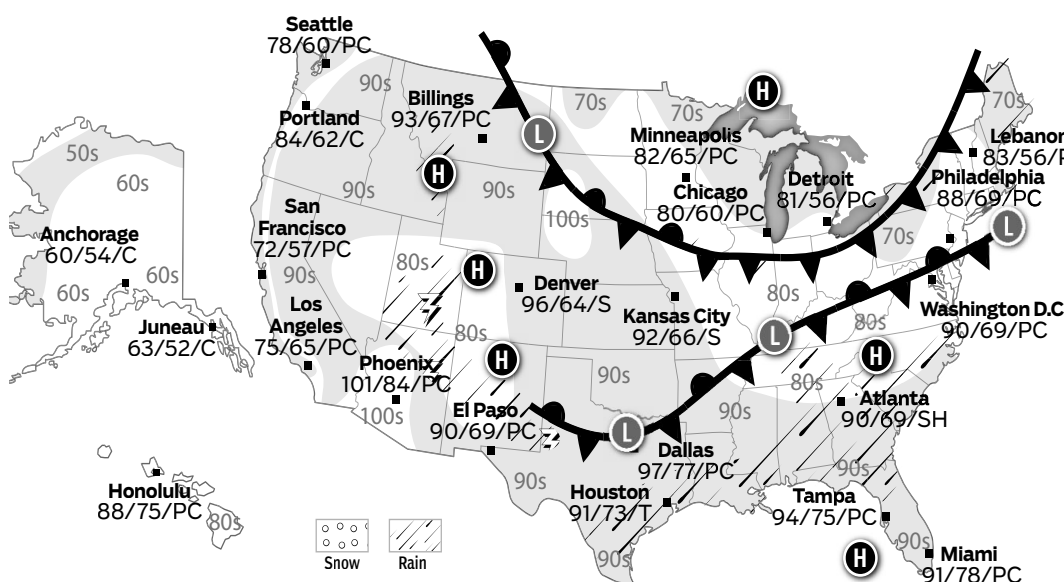 Seattle
78/60/PC
90s
Billings
93/67/PC
70s
H
70s
70s
Portland
84/62/C
L
Minneapolis
82/65/PC
Lebanon
83/56/P
50s
60s
H
90s
90s
Chicago
80/60/PC
Detroit
81/56/PC
Philadelphia
88/69/PC
San
Francisco
72/57/PC
100s
70s
L
Anchorage
60/54/C
60s
60s
90s
80s
H
Denver
96/64/S
80s
Kansas City
92/66/S
Juneau
63/52/C
Los
Angeles
75/65/PC
80s
L
80s
Washington D.C
90/69/PC
Phoenix
101/84/PC
100s
H
90s
H
80s
El Paso
90/69/PC
L
90s
Atlanta
90/69/SH
Dallas
97/77/PC
90s
90s
Houston
91/73/T
Tampa
94/75/PC
Honolulu
88/75/PC
80s
90s
90s
H
Miami
91/78/PC
Snow
Rain